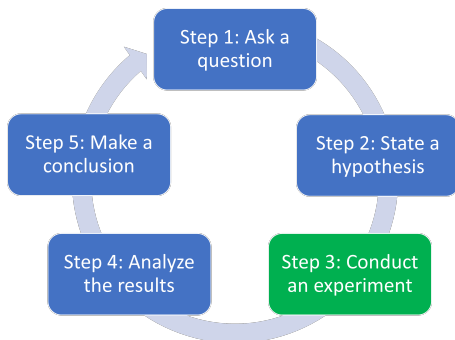 Step 1: Ask a
question
Step 2: State a
hypothesis
Step 3: Conduct
an experiment
Step 4: Analyze
the results
Step 5: Make a
conclusion